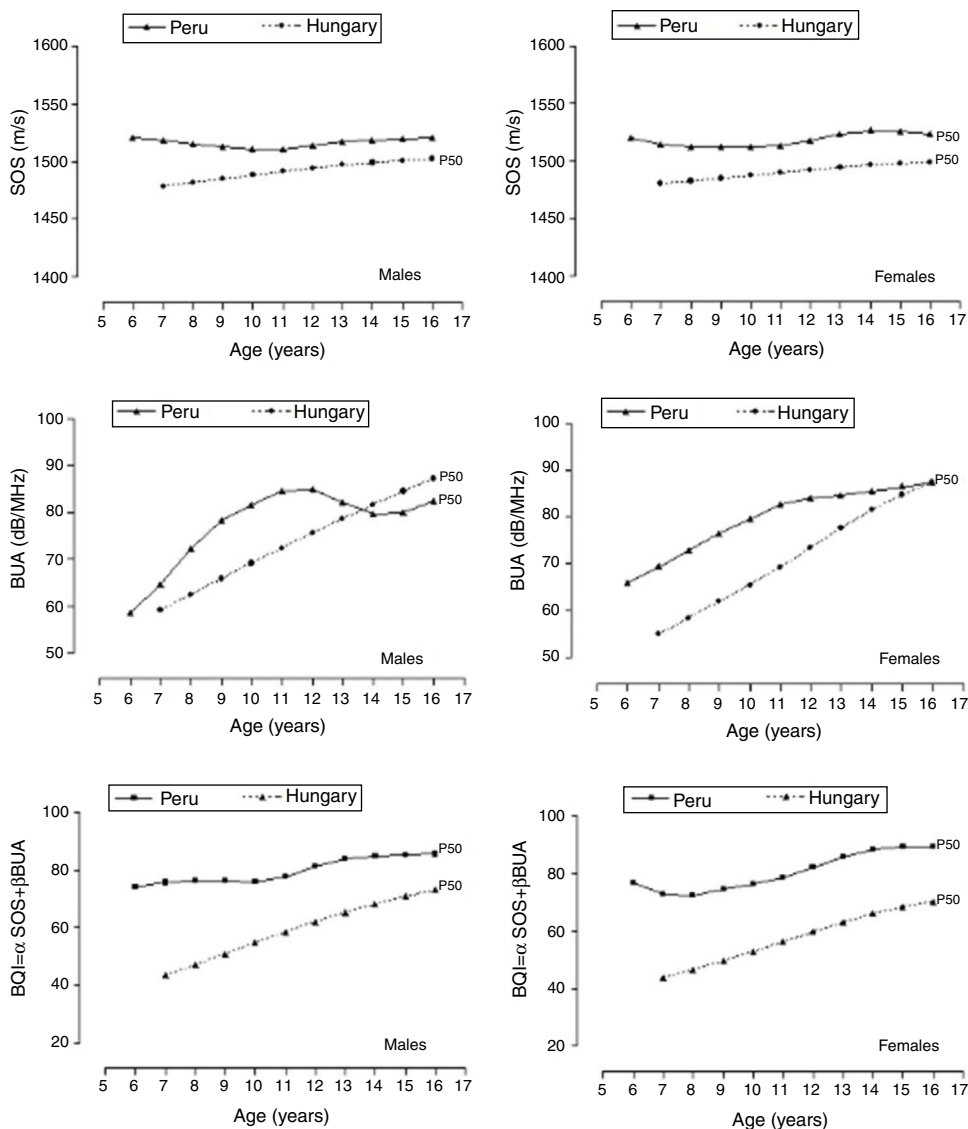 Peru Hungary
SOS (m/s)
1600
1550
1500
1450
1400
P50
Males
5 6 7 8 9 10 11 12 13 14 15 16 17
Age (years)
Peru Hungary
SOS (m/s)
1600
1550
1500
1450
1400
P50
P50
Females
5 6 7 8 9 10 11 12 13 14 15 16 17
Age (years)
Peru Hungary
BUA (dB/MHz)
100
90
80
70
60
50
P50
P50
Males
5 6 7 8 9 10 11 12 13 14 15 16 17
Age (years)
Peru Hungary
BUA (dB/MHz)
100
90
80
70
60
50
P50
Females
5 6 7 8 9 10 11 12 13 14 15 16 17
Age (years)
Peru Hungary
BQI=α SOS+βBUA
100
80
60
40
20
P50
P50
Males
5 6 7 8 9 10 11 12 13 14 15 16 17
Age (years)
Peru Hungary
BQI=α SOS+βBUA
100
80
60
40
20
P50
P50
Females
5 6 7 8 9 10 11 12 13 14 15 16 17
Age (years)